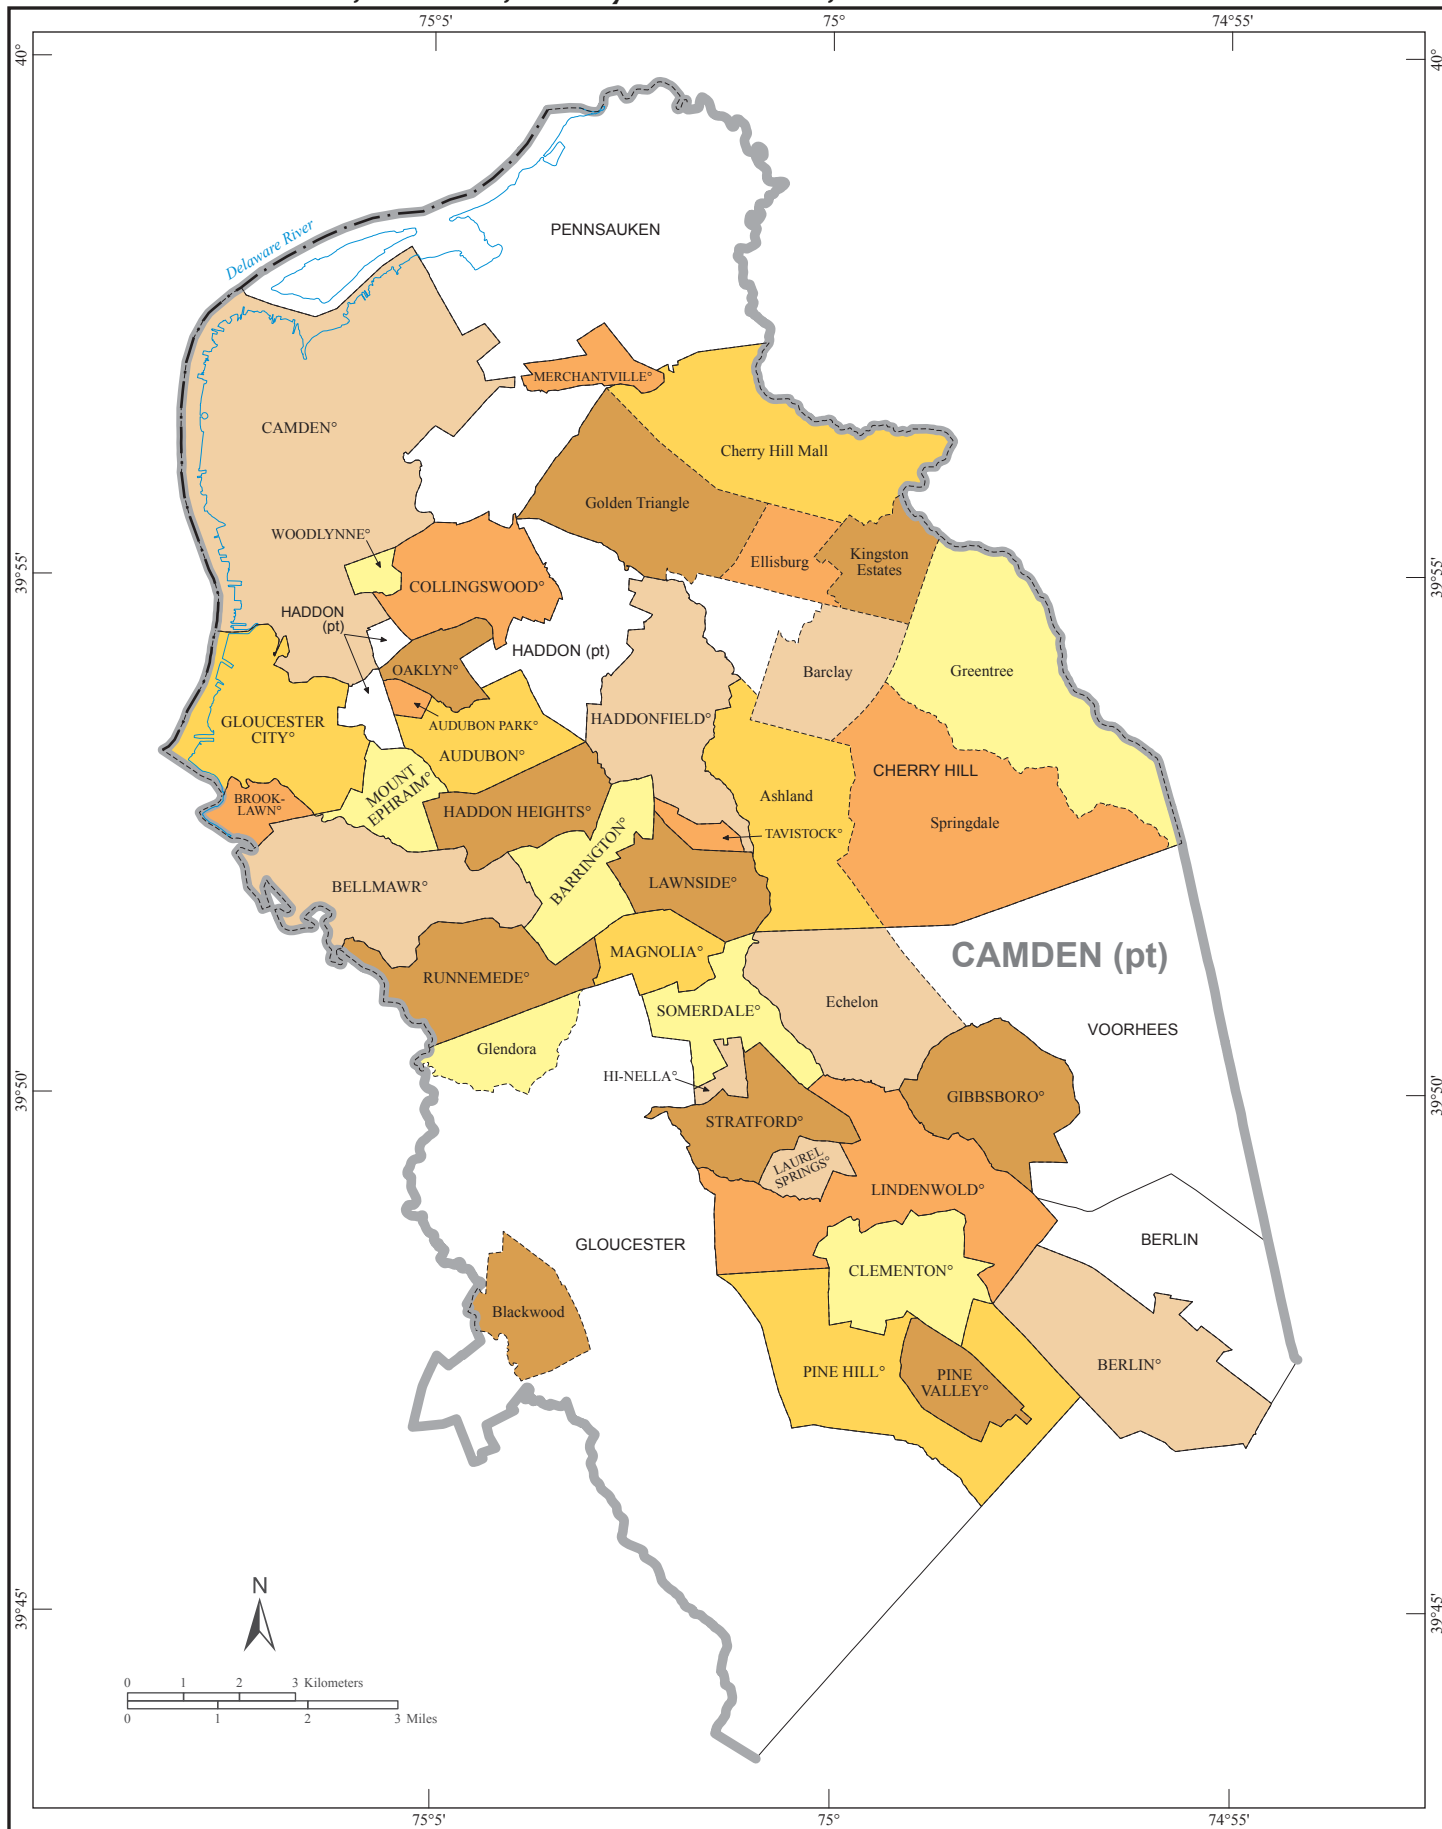 75°5'
75°
74°55'
40°
40°
PENNSAUKEN
Delaware River
MERCHANTVILLE°
CAMDEN°
Cherry Hill Mall
Golden Triangle
WOODLYNNE°
Ellisburg
Kingston
Estates
39°55'
39°55'
COLLINGSWOOD°
HADDON
(pt)
HADDON (pt)
OAKLYN°
Barclay
Greentree
GLOUCESTER
CITY°
AUDUBON PARK°
HADDONFIELD°
AUDUBON°
CHERRY HILL
MOUNT
EPHRAIM°
BROOK-
LAWN°
HADDON HEIGHTS°
Ashland
Springdale
TAVISTOCK°
BARRINGTON°
BELLMAWR°
LAWNSIDE°
MAGNOLIA°
CAMDEN (pt)
RUNNEMEDE°
SOMERDALE°
Echelon
VOORHEES
Glendora
HI-NELLA°
39°50'
39°50'
GIBBSBORO°
STRATFORD°
LAUREL
SPRINGS°
LINDENWOLD°
GLOUCESTER
BERLIN
CLEMENTON°
Blackwood
PINE HILL°
PINE
VALLEY°
BERLIN°
39°45'
39°45'
N
0 1 2 3 Kilometers
0 1 2 3 Miles
75°5'
75°
74°55'